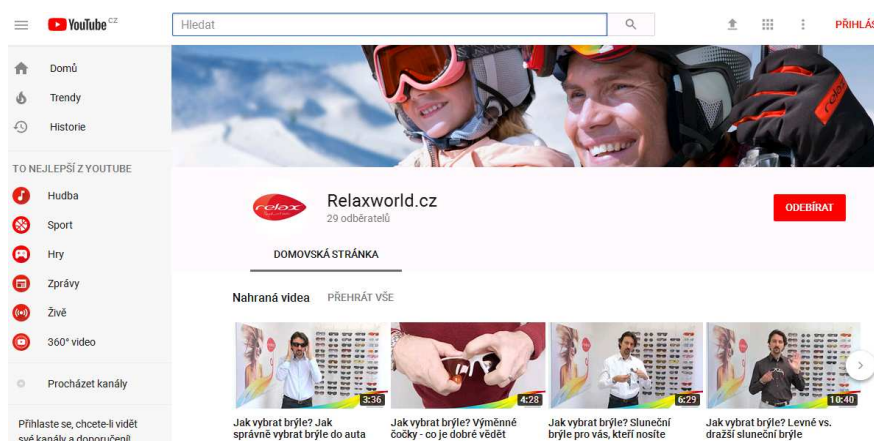 YouTube CZ
Hledat
PŘIHLÁS
Domů
Trendy
Historie
TO NEJLEPŠÍ Z YOUTUBE
Hudba
Sport
Hry
Zprávy
Živě
360° video
Procházet kanály
Přihlaste se, chcete-li vidět
své kanály a doporučení!
relax
relax
Relaxworld.cz
29 odběratelů
ODEBÍRAT
DOMOVSKÁ STRÁNKA
Nahraná videa PŘEHRÁT VŠE
3:36
4:28
6:29
10:40
Jak vybrat brýle? Jak
správně vybrat brýle do auta
Jak vybrat brýle? Výměnné
čočky - co je dobré vědět
Jak vybrat brýle? Sluneční
brýle pro vás, kteří nosíte
Jak vybrat brýle? Levné vs.
dražší sluneční brýle